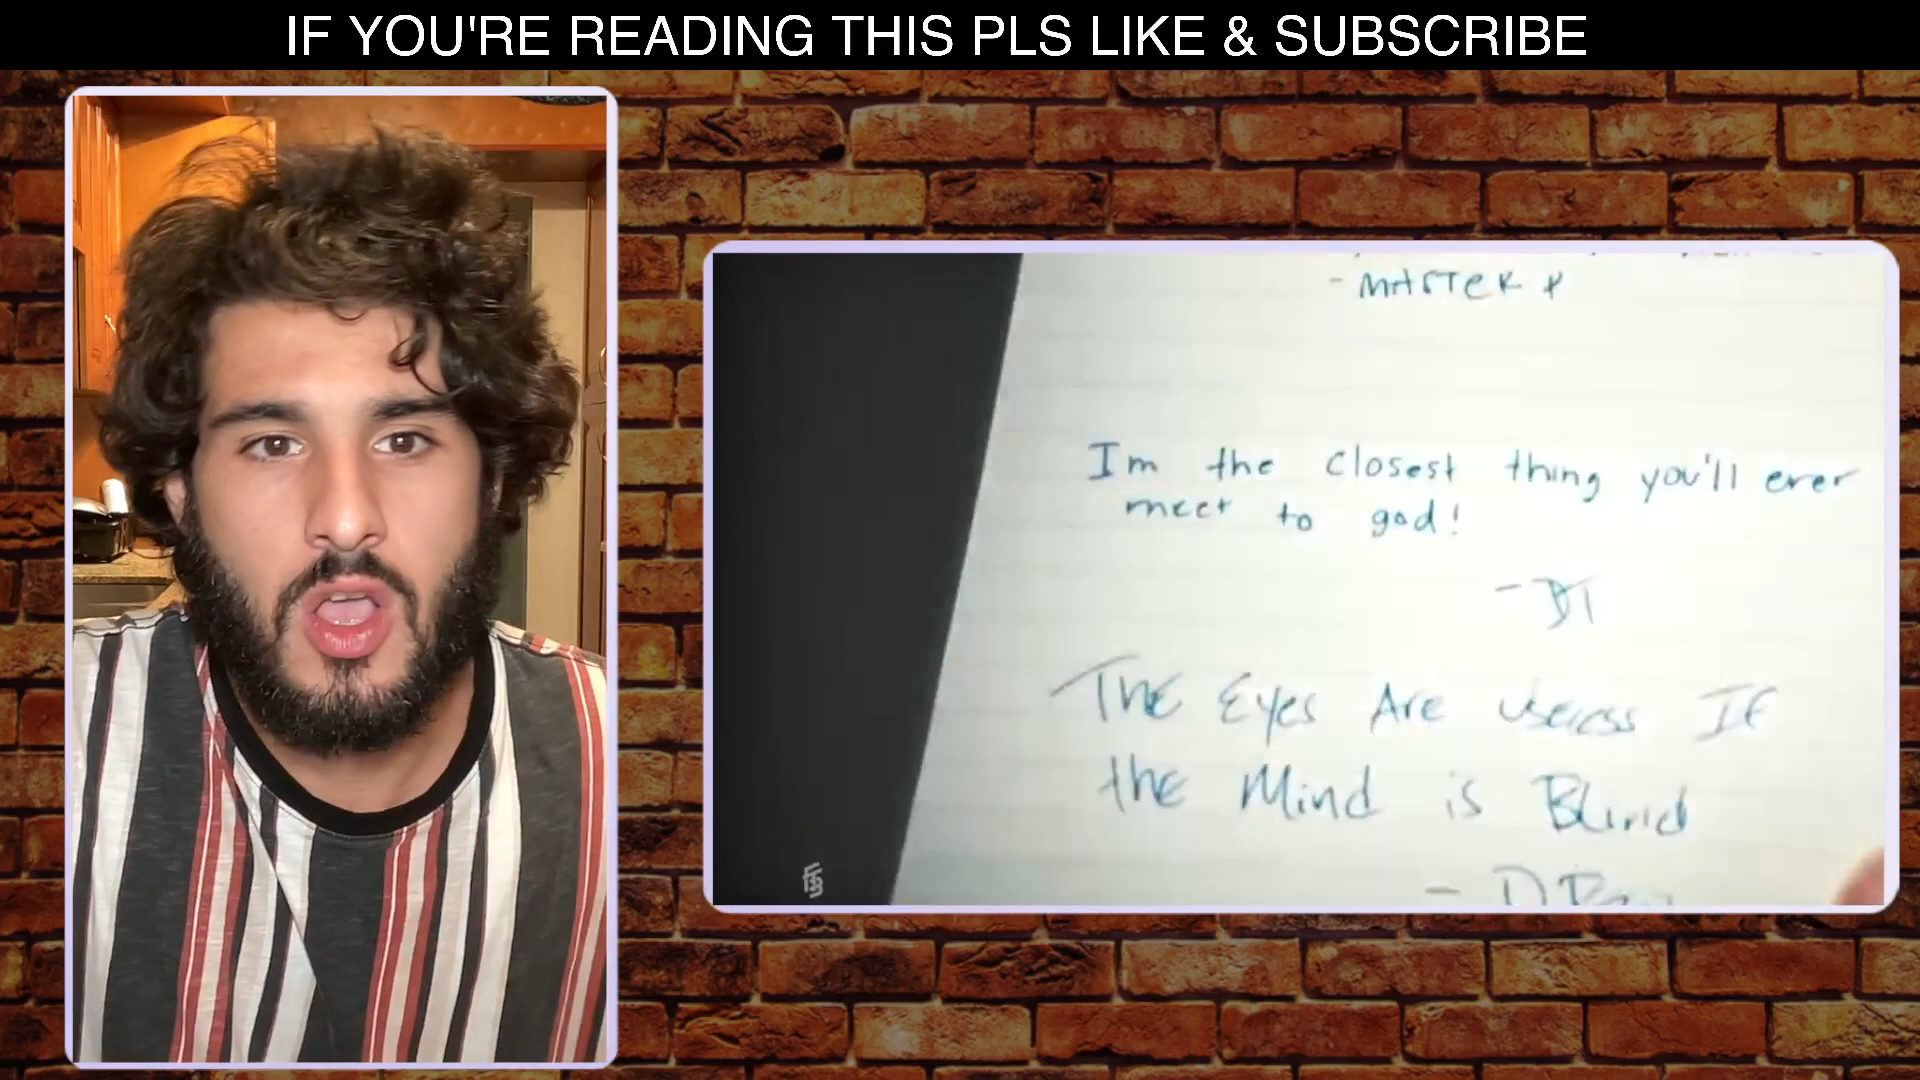 IF YOU'RE READING THIS PLS LIKE & SUBSCRIBE
- MASTER X
Im the closest thing you'll ever
meet to god!
- DT
The Eyes Are useless If
the Mind is Blind